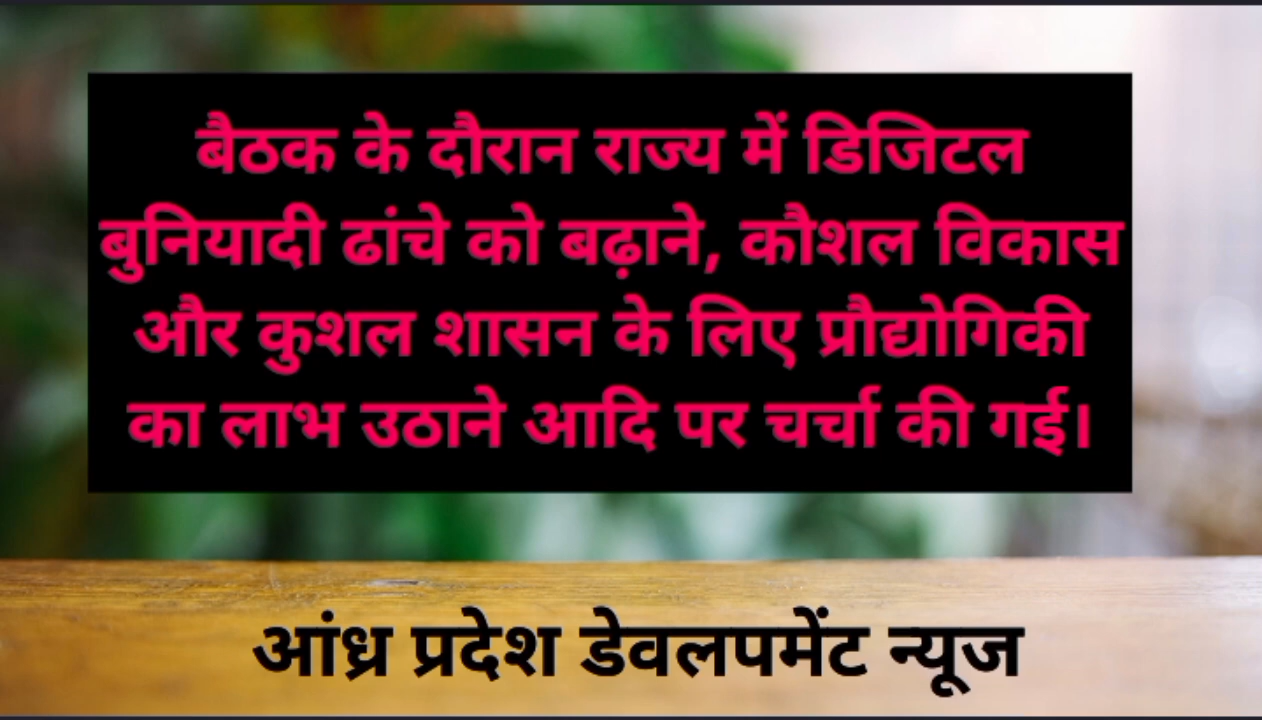 बैठक के दौरान राज्य में डिजिटल
बुनियादी ढांचे को बढ़ाने, कौशल विकास
और कुशल शासन के लिए प्रौद्योगिकी
का लाभ उठाने आदि पर चर्चा की गई।
आंध्र प्रदेश डेवलपमेंट न्यूज